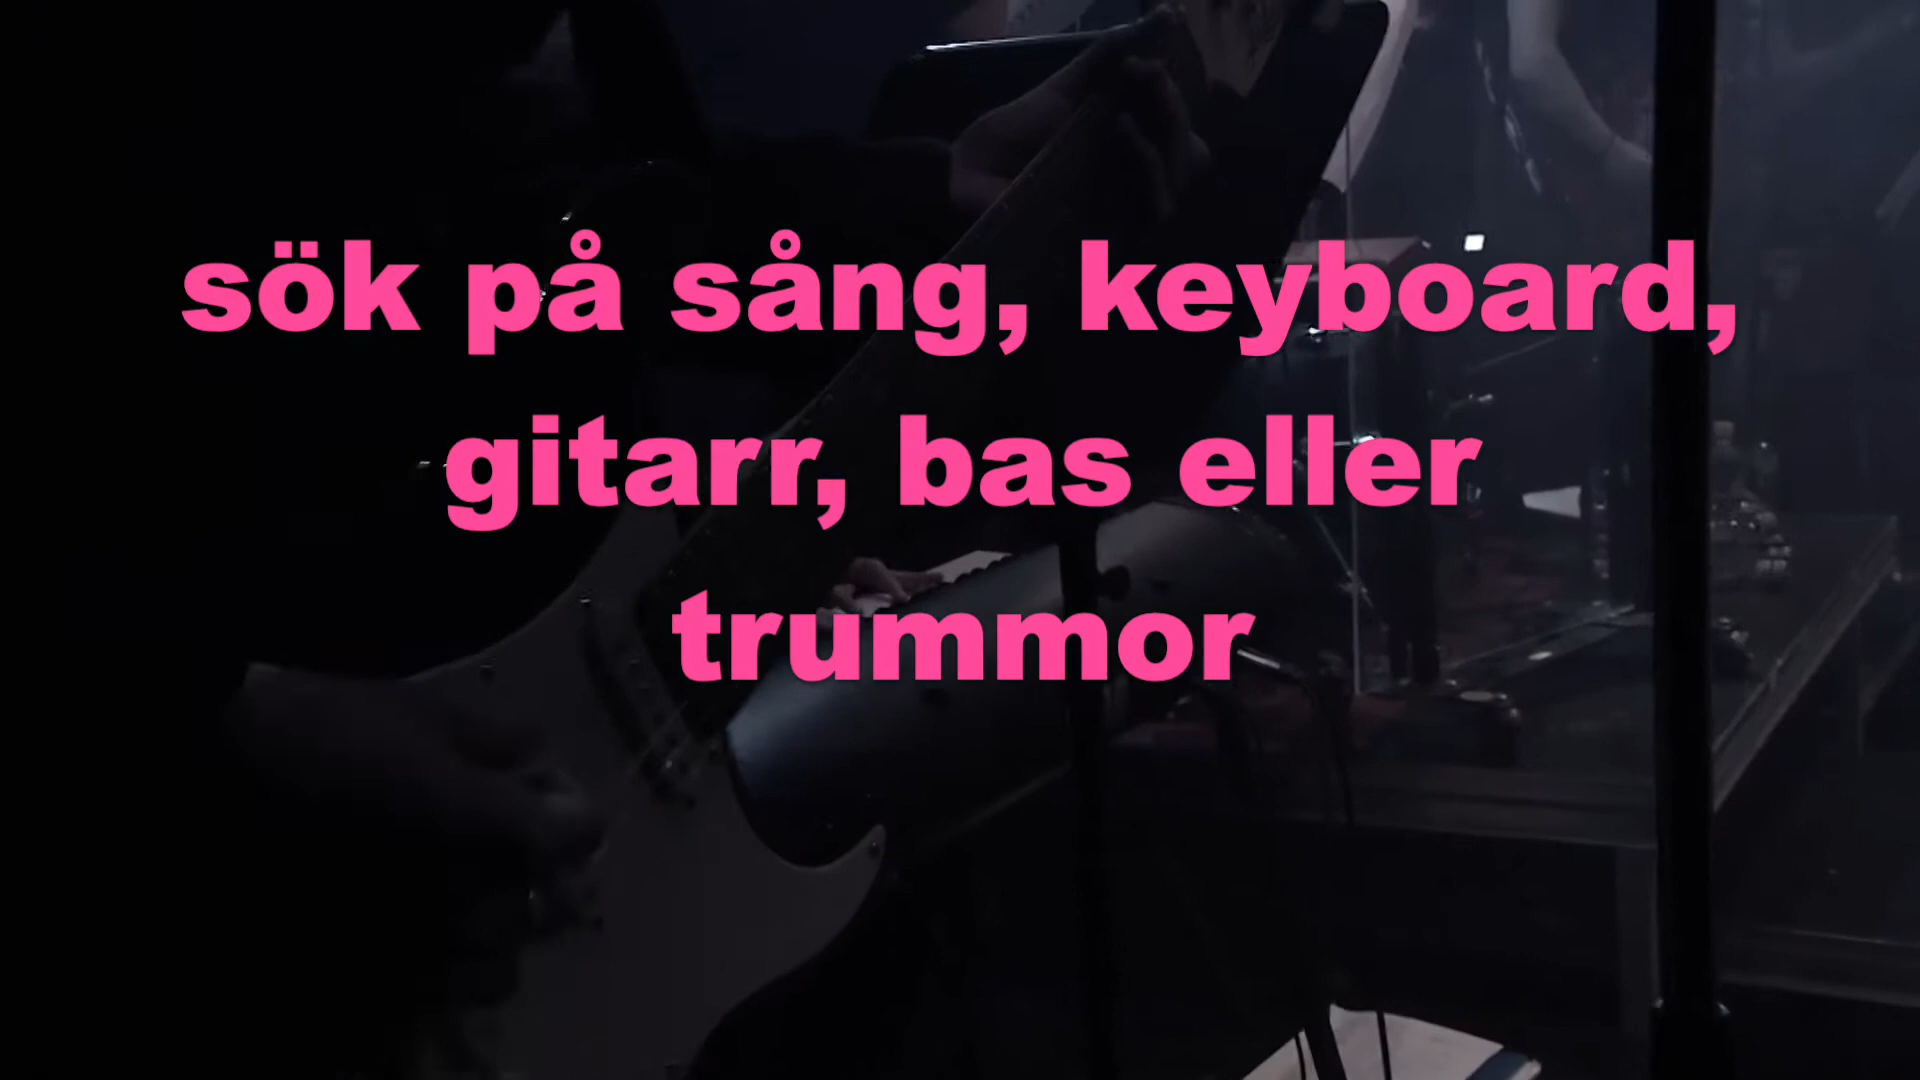 sök på sång, keyboard,
gitarr, bas eller
trummor